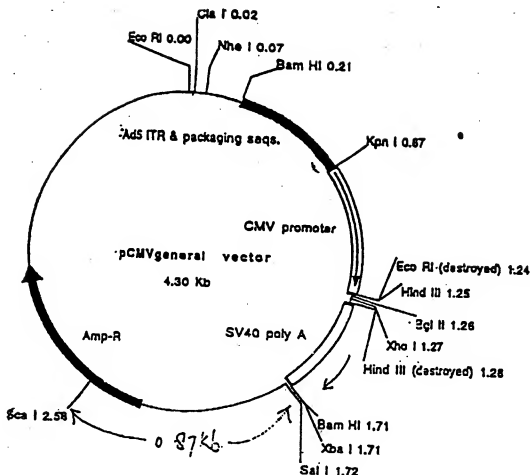 Cla I 0.02
Eco RI 0.00
Nhe I 0.07
Bam HI 0.21
Ad5 ITR & packaging seqs.
Kpn I 0.67
CMV promoter
pCMVgeneral vector
4.30 Kb
Eco RI (destroyed) 1.24
Hind III 1.25
Bgl II 1.26
Xho I 1.27
Hind III (destroyed) 1.28
Amp-R
SV40 poly A
Sca I 2.58
0 87Kb
Bam HI 1.71
Xba I 1.71
Sal I 1.72